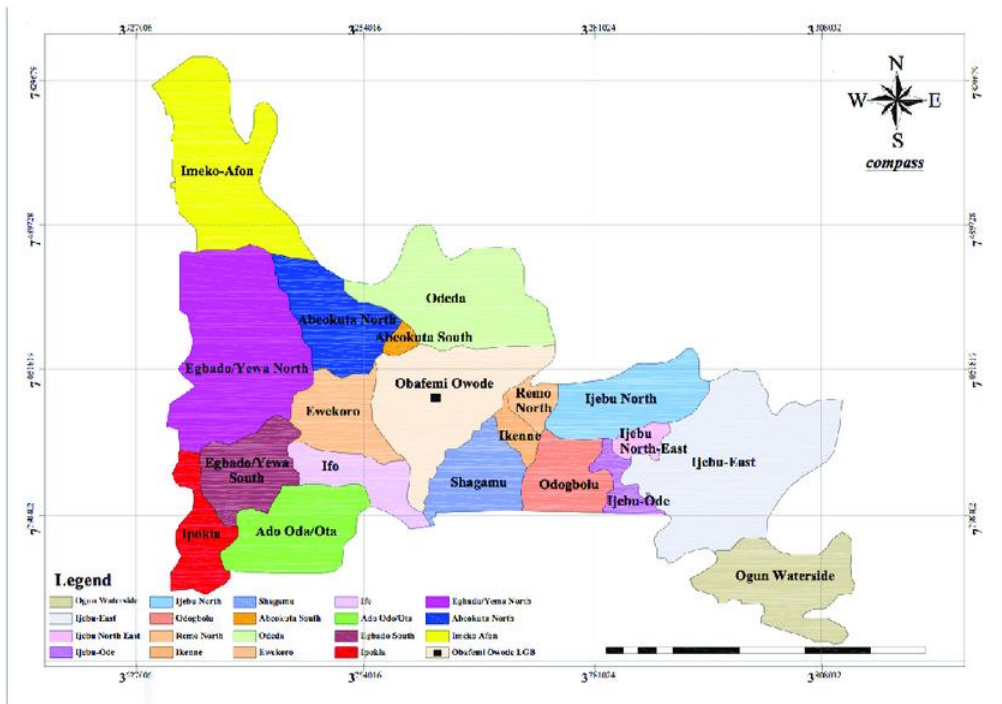 N
W E
S
compass
Imeko-Afon
Odeda
Abeokuta North
Abeokuta South
Egbado/Yewa North
Obafemi Owode
Remo
North
Ijebu North
Ewekoro
Ikenne
Ijebu
North-East
Ijebu-East
Egbado/Yewa
South
Ifo
Shagamu
Odogbolu
Ijebu-Ode
Ipokia
Ado Oda/Ota
Ogun Waterside
Legend
Ogun Waterside Ijebu North Shagamu Ifo Egbado/Yewa North
Ijebu-East Odogbolu Abeokuta South Ado Odo/Ota Abeokuta North
Ijebu North East Remo North Odeda Egbado South Imeko Afon
Ijebu-Ode Ikenne Ewekoro Ipokia Obafemi Owode LGB